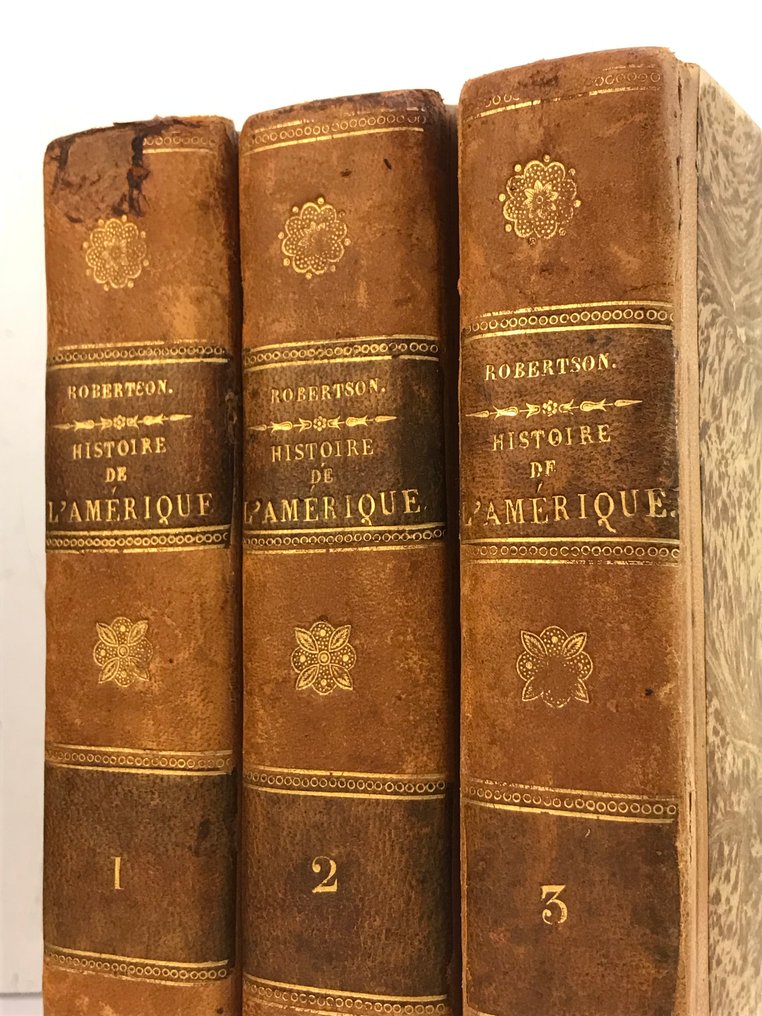 ROBERTSON.
HISTOIRE
DE
L'AMÉRIQUE
1
ROBERTSON.
HISTOIRE
DE
L'AMÉRIQUE.
2
ROBERTSON.
HISTOIRE
DE
L'AMÉRIQUE.
3